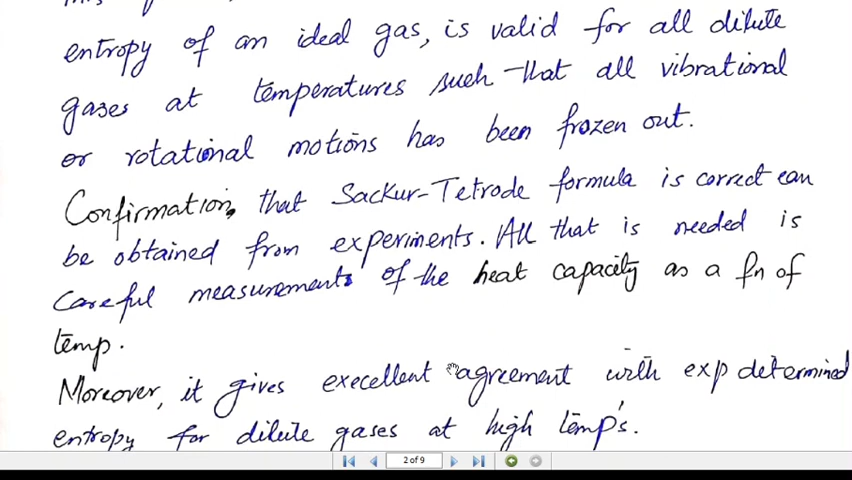 entropy of an ideal gas, is valid for all dilute
gases at temperatures such that all vibrational
or rotational motions has been frozen out.
Confirmation, that Sackur-Tetrode formula is correct can
be obtained from experiments. All that is needed is
careful measurements of the heat capacity as a fn of
temp.
Moreover, it gives execellent agreement with exp determined
entropy for dilute gases at high temp's.
2 of 9